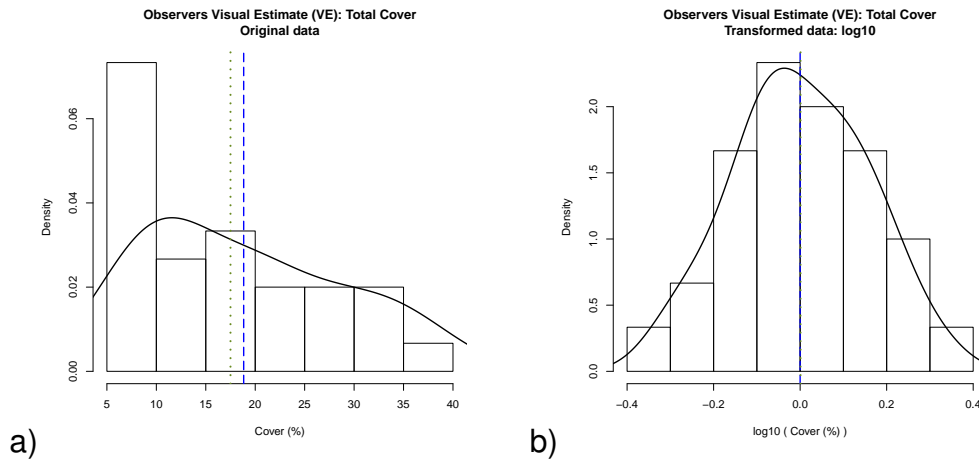 Observers Visual Estimate (VE): Total Cover
Original data
Density
0.00 0.02 0.04 0.06
5 10 15 20 25 30 35 40
Cover (%)
a)
Observers Visual Estimate (VE): Total Cover
Transformed data: log10
Density
0.0 0.5 1.0 1.5 2.0
−0.4 −0.2 0.0 0.2 0.4
log10 ( Cover (%) )
b)